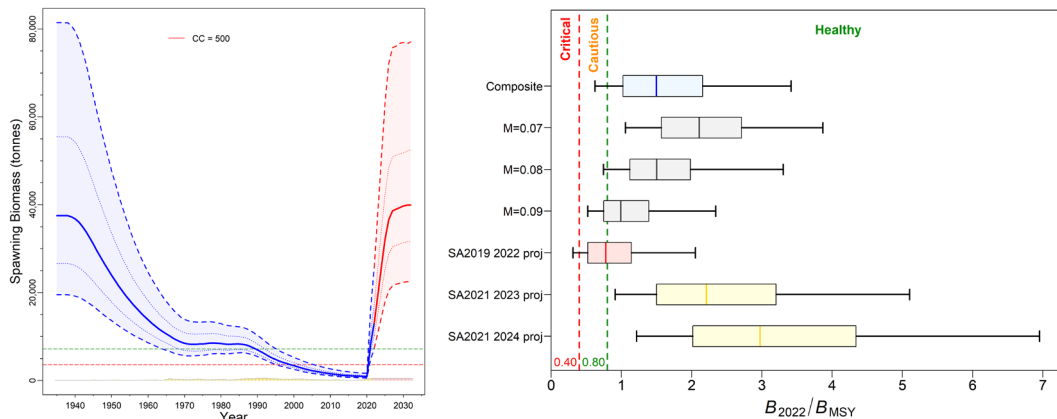 CC = 500
Spawning Biomass (tonnes)
80,000
60,000
40,000
20,000
0
1940
1950
1960
1970
1980
1990
2000
2010
2020
2030
Year
Critical
Cautious
Healthy
Composite
M=0.07
M=0.08
M=0.09
SA2019 2022 proj
SA2021 2023 proj
SA2021 2024 proj
0.40
0.80
1
2
3
4
5
6
7
B2022/BMSY